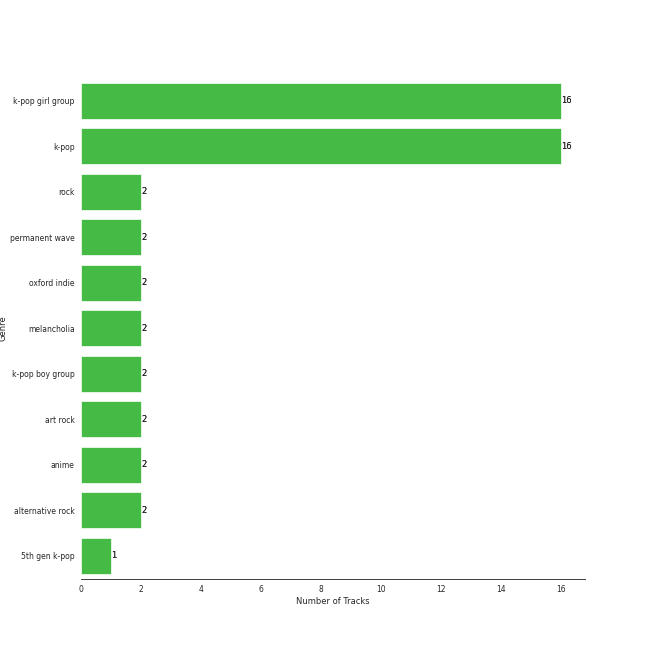 k-pop girl group 16
k-pop 16
rock 2
permanent wave 2
oxford indie 2
melancholia 2
k-pop boy group 2
art rock 2
anime 2
alternative rock 2
5th gen k-pop 1
Genre
0 2 4 6 8 10 12 14 16
Number of Tracks